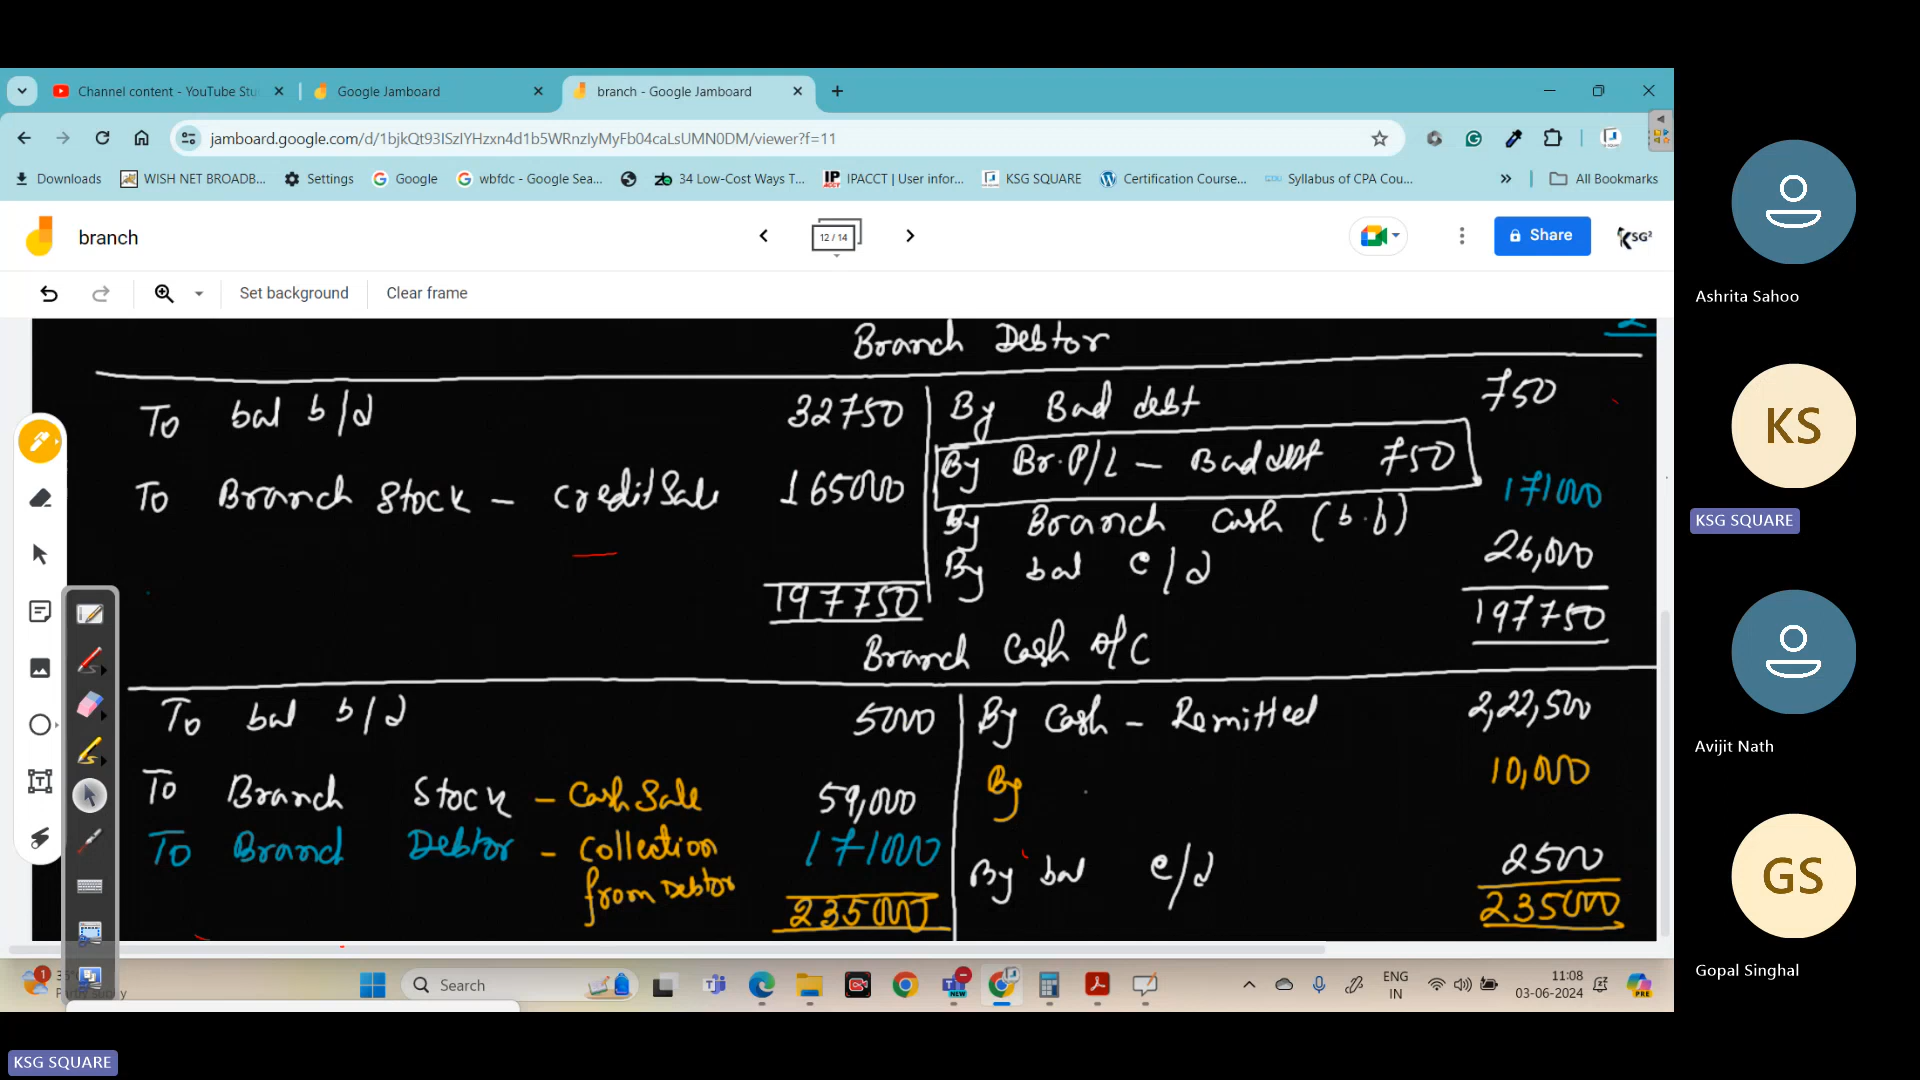 Channel content - YouTube Stu
Google Jamboard
branch - Google Jamboard
jamboard.google.com/d/1bjkQt93ISzIYHzxn4d1b5WRnzIyMyFb04caLsUMN0DM/viewer?f=11
Downloads
WISH NET BROADB...
Settings
Google
wbfdc - Google Sea...
34 Low-Cost Ways T...
IPACCT | User infor...
KSG SQUARE
Certification Course...
Syllabus of CPA Cou...
All Bookmarks
branch
12 / 14
Share
KSG²
Set background
Clear frame
Branch Debtor
To bal b/d 32750 By Bad debt 750
By Br. P/L - Bad debt 750
To Branch Stock - Credit Sale 165000
By Branch Cash (b.b) 171000
By bal c/d 26,000
197750 197750
Branch Cash A/C
To bal b/d 5000 By Cash - Remitted 2,22,500
To Branch Stock - Cash Sale 59,000 By 10,000
To Branch Debtor - Collection from Debtor 171000 By bal c/d 2500
235000 235000
Ashrita Sahoo
KS
KSG SQUARE
Avijit Nath
GS
Gopal Singhal
1
Search
NEW
ENG
IN
11:08
03-06-2024
PRE
KSG SQUARE